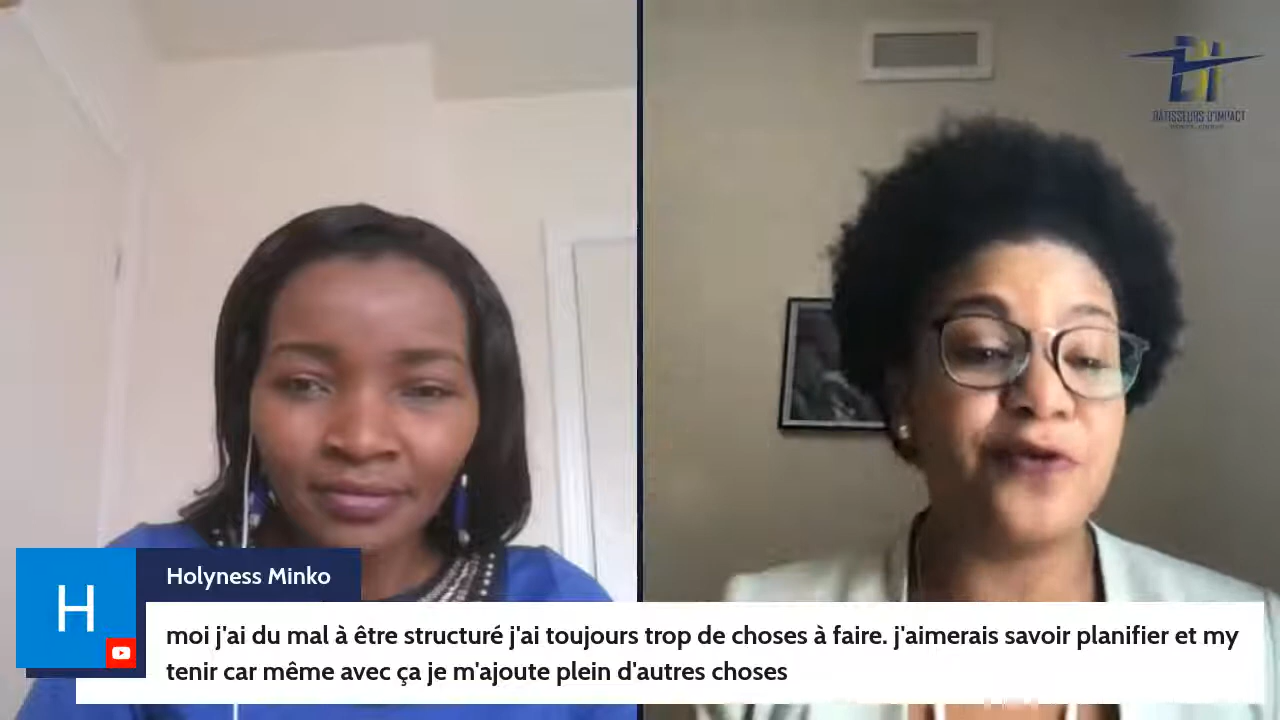 BÂTISSEURS D'IMPACT
Holyness Minko
H
moi j'ai du mal à être structuré j'ai toujours trop de choses à faire. j'aimerais savoir planifier et my
tenir car même avec ça je m'ajoute plein d'autres choses